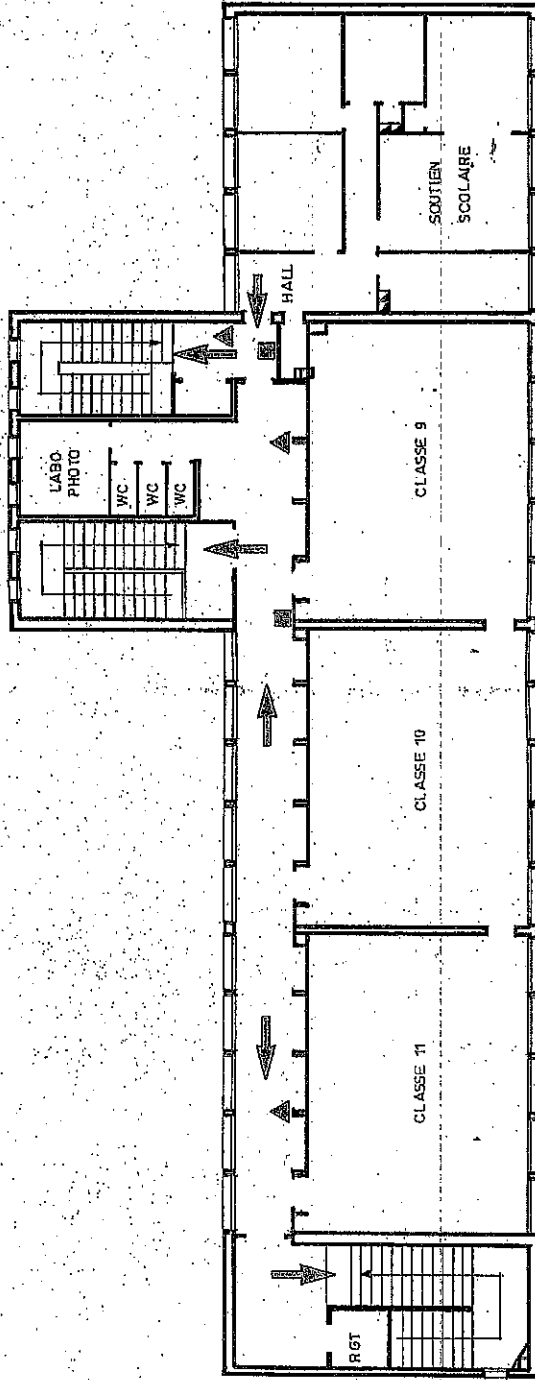 SOUTIEN
SCOLAIRE
HALL
LABO
PHOTO
WC
WC
WC
CLASSE 9
CLASSE 10
CLASSE 11
RGT